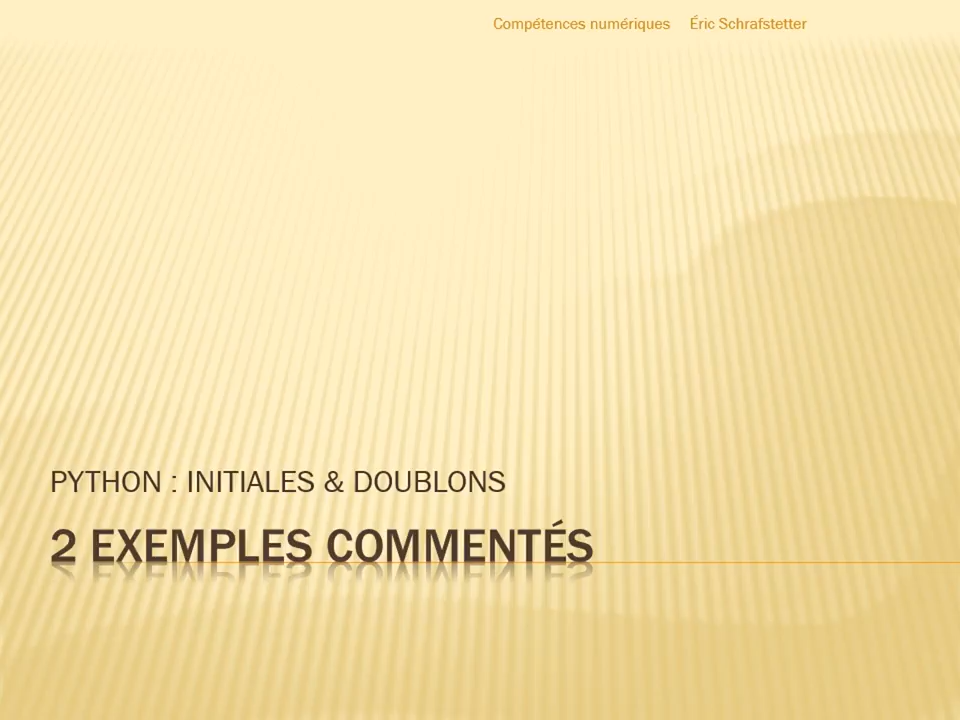 Compétences numériques Éric Schrafstetter
PYTHON : INITIALES & DOUBLONS
2 EXEMPLES COMMENTÉS